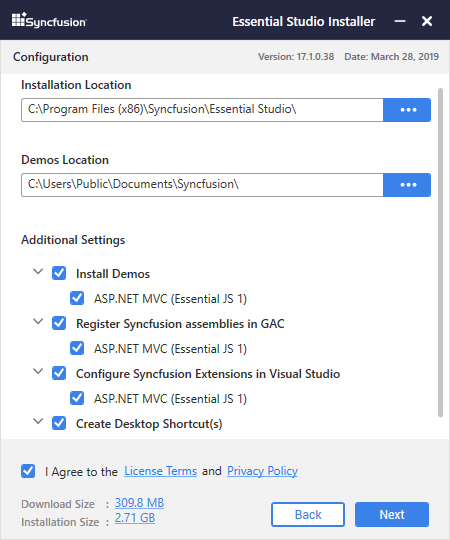 Syncfusion Essential Studio Installer
Configuration Version: 17.1.0.38 Date: March 28, 2019
Installation Location
C:\Program Files (x86)\Syncfusion\Essential Studio\
Demos Location
C:\Users\Public\Documents\Syncfusion\
Additional Settings
Install Demos
ASP.NET MVC (Essential JS 1)
Register Syncfusion assemblies in GAC
ASP.NET MVC (Essential JS 1)
Configure Syncfusion Extensions in Visual Studio
ASP.NET MVC (Essential JS 1)
Create Desktop Shortcut(s)
I Agree to the License Terms and Privacy Policy
Download Size : 309.8 MB
Installation Size : 2.71 GB
Back Next